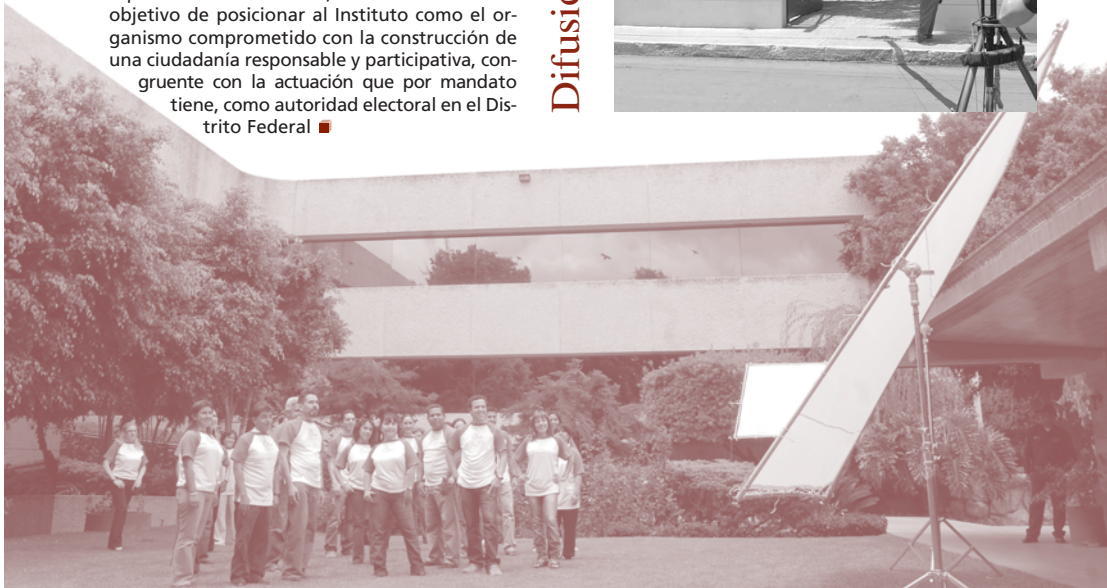 objetivo de posicionar al Instituto como el or-
ganismo comprometido con la construcción de
una ciudadanía responsable y participativa, con-
gruente con la actuación que por mandato
tiene, como autoridad electoral en el Dis-
trito Federal
Difusi